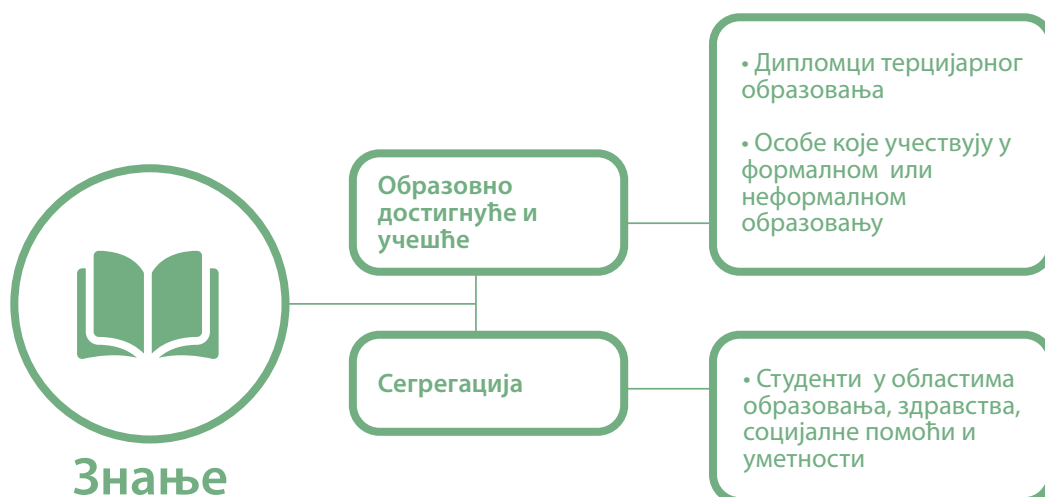 • Дипломци терцијарног
образовања
• Особе које учествују у
формалном или
неформалном
образовању
Образовно
достигнуће и
учешће
Сегрегација
• Студенти у областима
образовања, здравства,
социјалне помоћи и
уметности
Знање